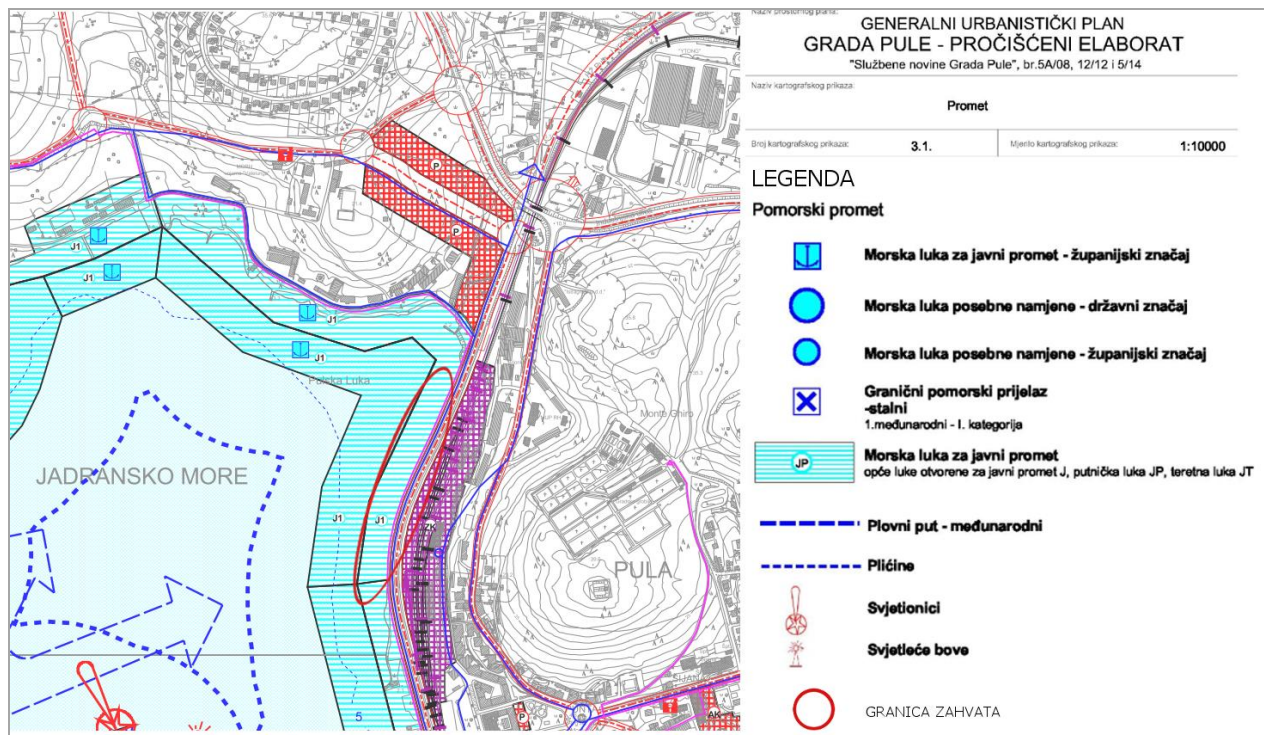 Naziv prostornog plana:
GENERALNI URBANISTIČKI PLAN
GRADA PULE - PROČIŠĆENI ELABORAT
"Službene novine Grada Pule", br.5A/08, 12/12 i 5/14
Naziv kartografskog prikaza:
Promet
Broj kartografskog prikaza:
3.1.
Mjerilo kartografskog prikaza:
1:10000
LEGENDA
Pomorski promet
Morska luka za javni promet - županijski značaj
Morska luka posebne namjene - državni značaj
Morska luka posebne namjene - županijski značaj
Granični pomorski prijelaz
-stalni
1.međunarodni - I. kategorija
JP
Morska luka za javni promet
opće luke otvorene za javni promet J, putnička luka JP, teretna luka JT
Plovni put - međunarodni
Plićine
Svjetionici
Svjetleće bove
GRANICA ZAHVATA
P
P
P
J1
J1
J1
J1
Pulska Luka
JADRANSKO MORE
Monte Ghiro
J1
J1
ZK
PULA
5
P
AK